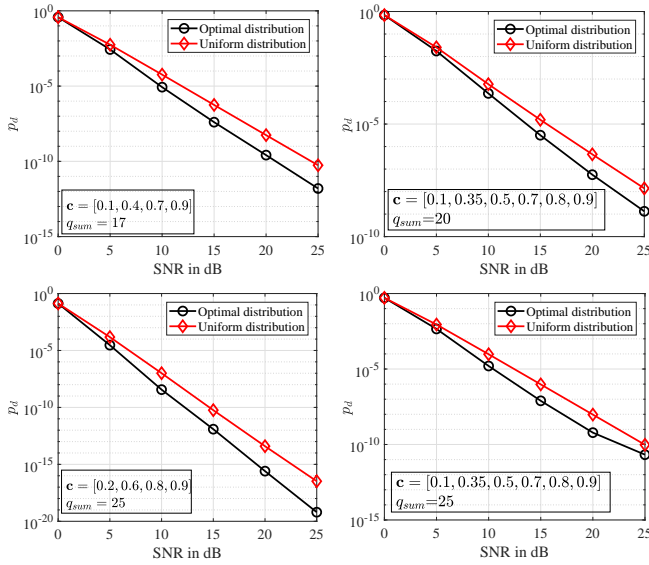 10^0
10^-5
10^-10
10^-15
p_d
0 5 10 15 20 25
SNR in dB
Optimal distribution
Uniform distribution
c = [0.1, 0.4, 0.7, 0.9]
q_sum = 17
10^0
10^-5
10^-10
p_d
0 5 10 15 20 25
SNR in dB
Optimal distribution
Uniform distribution
c = [0.1, 0.35, 0.5, 0.7, 0.8, 0.9]
q_sum=20
10^0
10^-5
10^-10
10^-15
10^-20
p_d
0 5 10 15 20 25
SNR in dB
Optimal distribution
Uniform distribution
c = [0.2, 0.6, 0.8, 0.9]
q_sum = 25
10^0
10^-5
10^-10
10^-15
p_d
0 5 10 15 20 25
SNR in dB
Optimal distribution
Uniform distribution
c = [0.1, 0.35, 0.5, 0.7, 0.8, 0.9]
q_sum=25